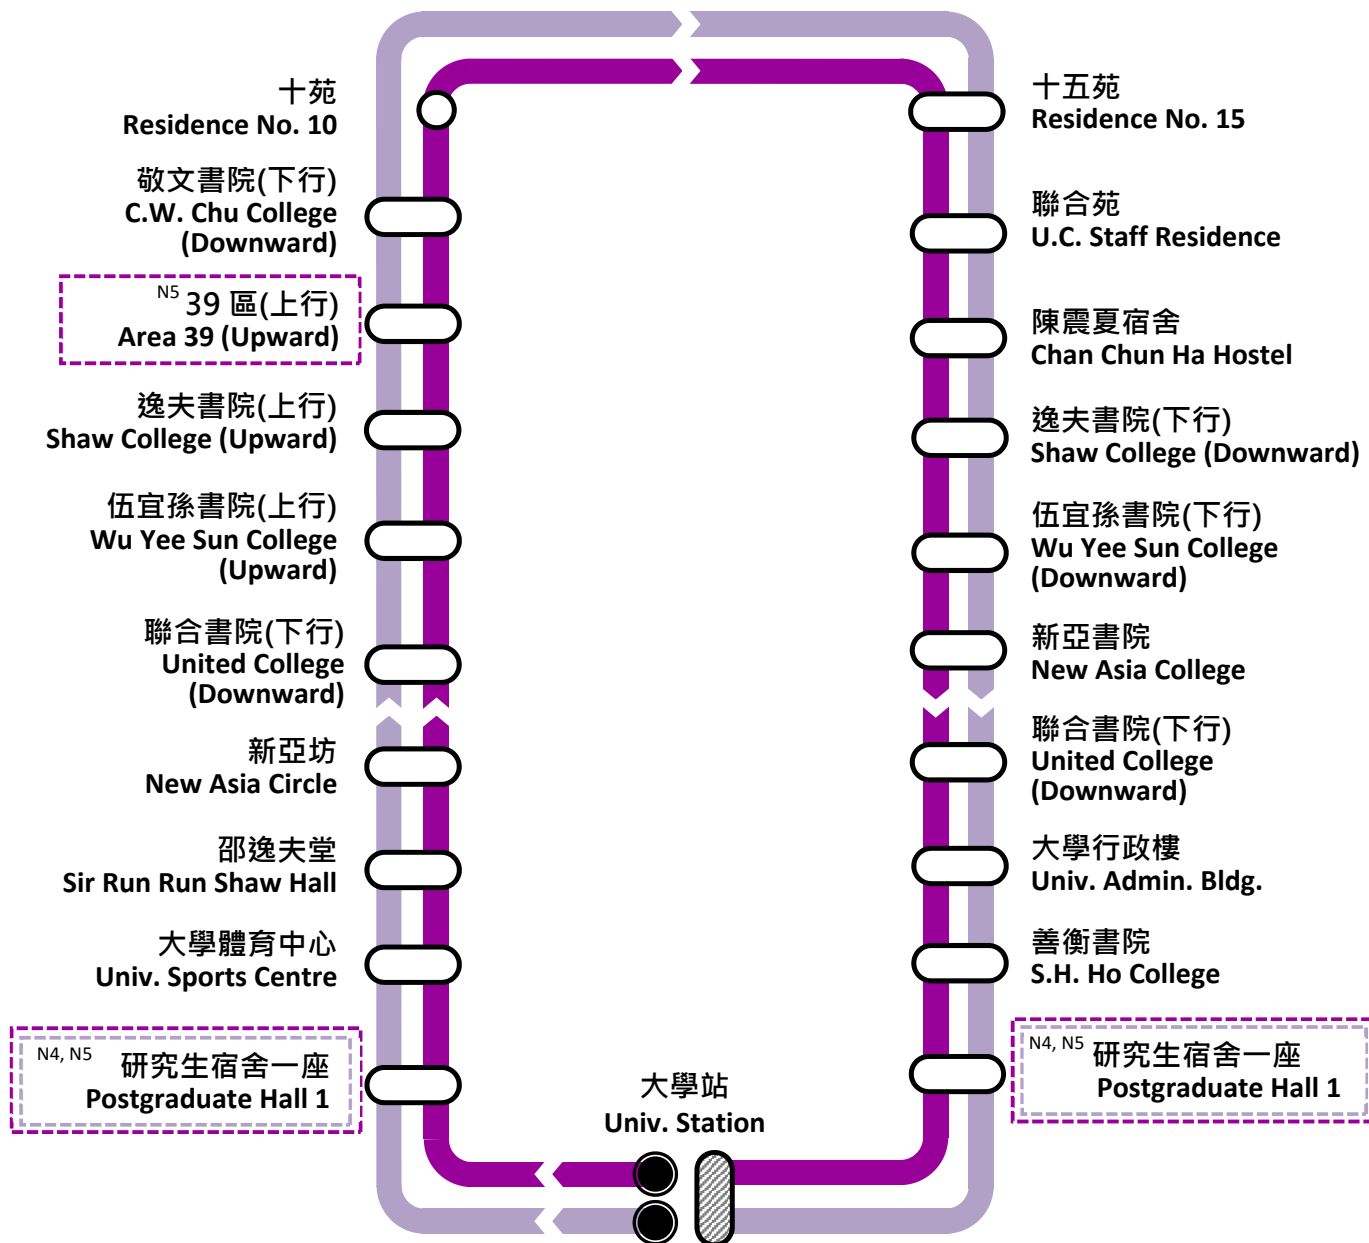 十苑
Residence No. 10
敬文書院(下行)
C.W. Chu College
(Downward)
N5 39 區(上行)
Area 39 (Upward)
逸夫書院(上行)
Shaw College (Upward)
伍宜孫書院(上行)
Wu Yee Sun College
(Upward)
聯合書院(下行)
United College
(Downward)
新亞坊
New Asia Circle
邵逸夫堂
Sir Run Run Shaw Hall
大學體育中心
Univ. Sports Centre
N4, N5 研究生宿舍一座
Postgraduate Hall 1
大學站
Univ. Station
十五苑
Residence No. 15
聯合苑
U.C. Staff Residence
陳震夏宿舍
Chan Chun Ha Hostel
逸夫書院(下行)
Shaw College (Downward)
伍宜孫書院(下行)
Wu Yee Sun College
(Downward)
新亞書院
New Asia College
聯合書院(下行)
United College
(Downward)
大學行政樓
Univ. Admin. Bldg.
善衡書院
S.H. Ho College
N4, N5 研究生宿舍一座
Postgraduate Hall 1